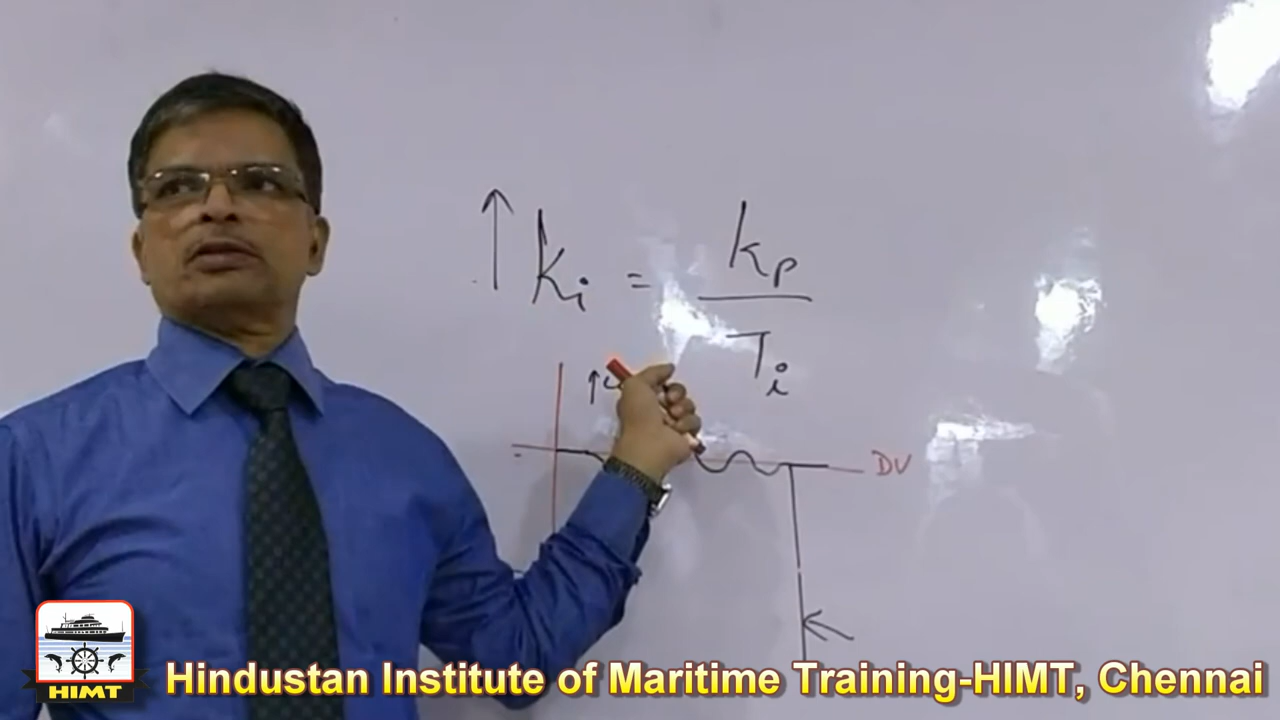 ↑ Ki = Kp / Ti
↑
DV
HIMT
Hindustan Institute of Maritime Training-HIMT, Chennai